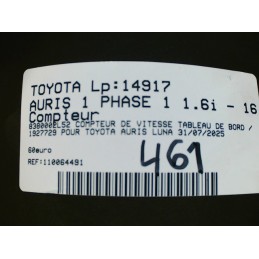 TOYOTA Lp:14917
AURIS 1 PHASE 1 1.6i - 16
Compteur
838000ZL52 COMPTEUR DE VITESSE TABLEAU DE BORD /
1927729 POUR TOYOTA AURIS LUNA 31/07/2025
60euro
461
REF:110064491